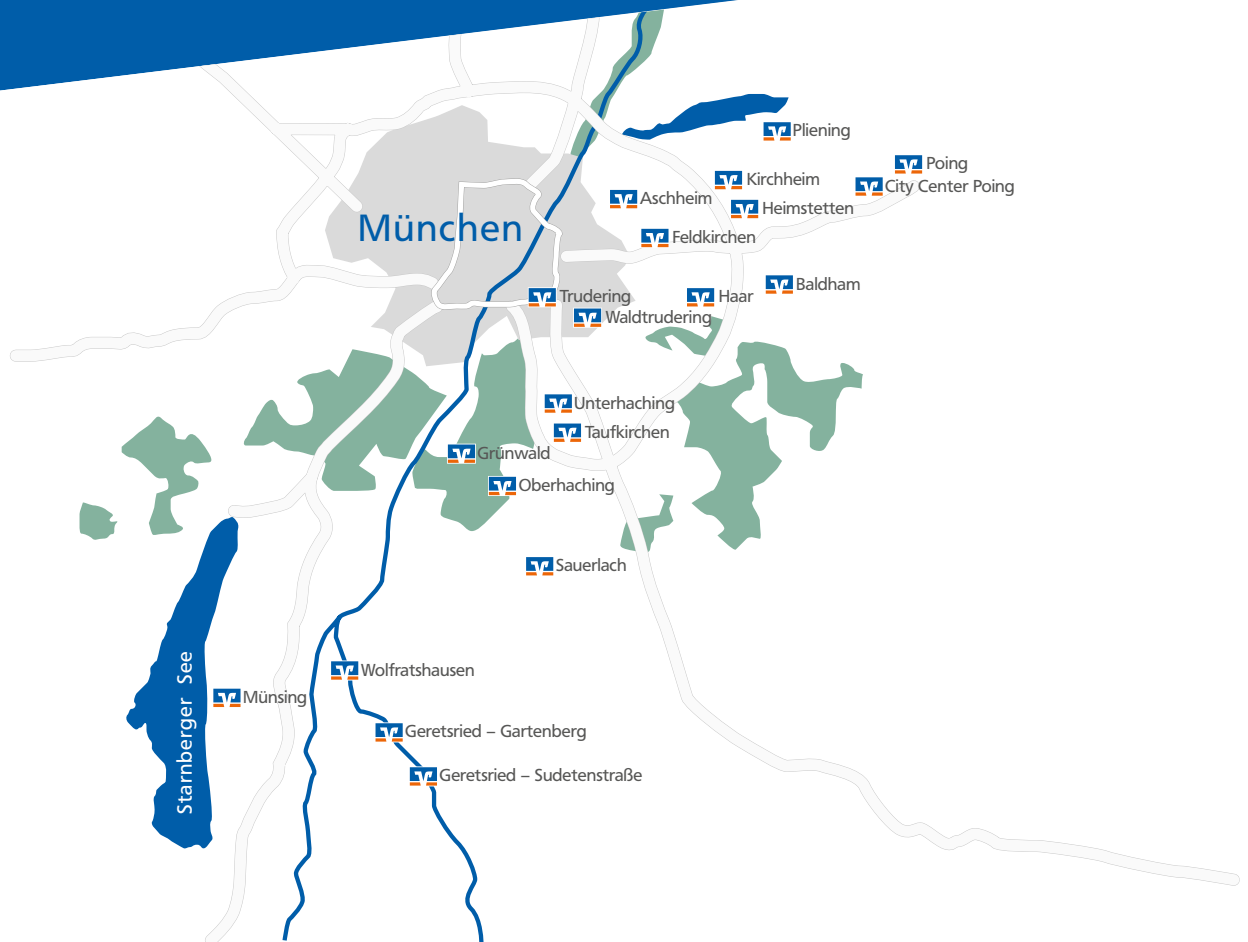 Pliening
Poing
Kirchheim
City Center Poing
Aschheim
Heimstetten
München
Feldkirchen
Baldham
Trudering
Haar
Waldtrudering
Unterhaching
Taufkirchen
Grünwald
Oberhaching
Sauerlach
Wolfratshausen
Starnberger See
Münsing
Geretsried – Gartenberg
Geretsried – Sudetenstraße